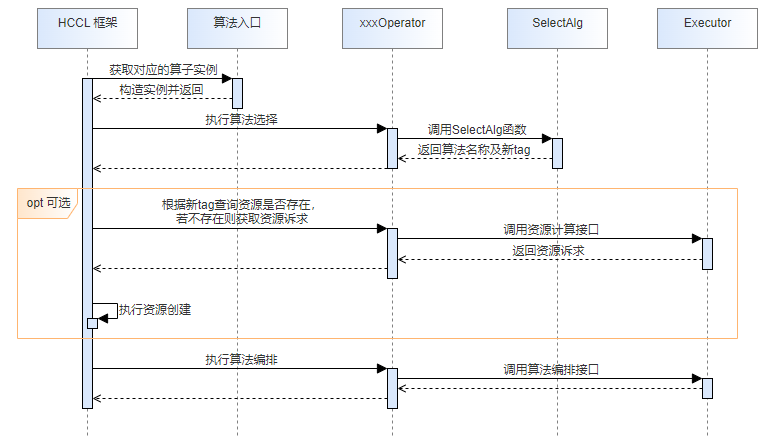 HCCL 框架
算法入口
xxxOperator
SelectAlg
Executor
获取对应的算子实例
构造实例并返回
执行算法选择
调用SelectAlg函数
返回算法名称及新tag
opt 可选
根据新tag查询资源是否存在，
若不存在则获取资源诉求
调用资源计算接口
返回资源诉求
执行资源创建
执行算法编排
调用算法编排接口